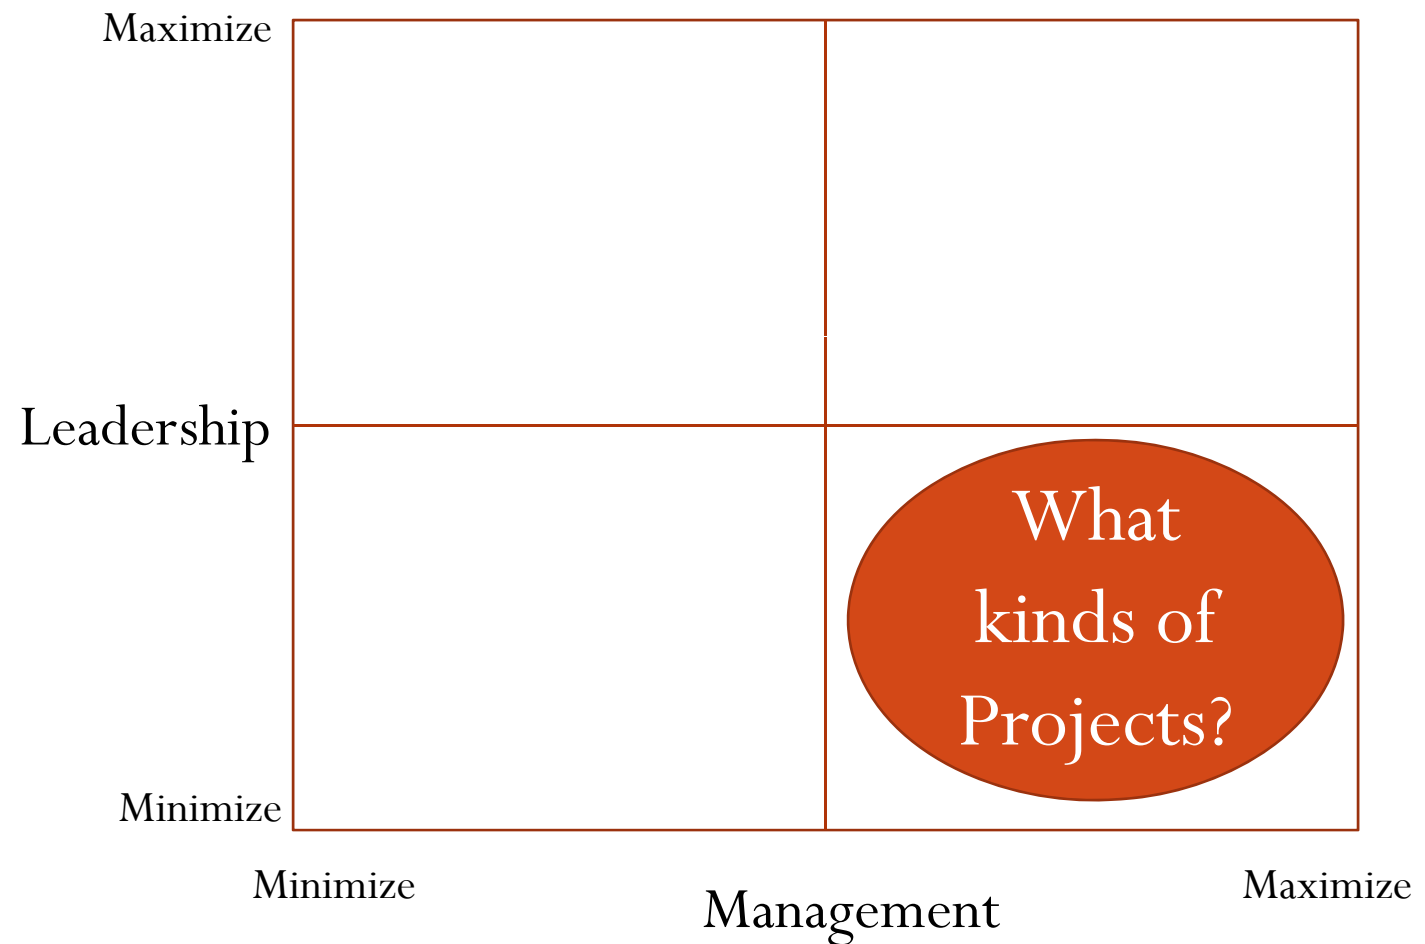 Maximize
Leadership
What
kinds of
Projects?
Minimize
Minimize
Maximize
Management